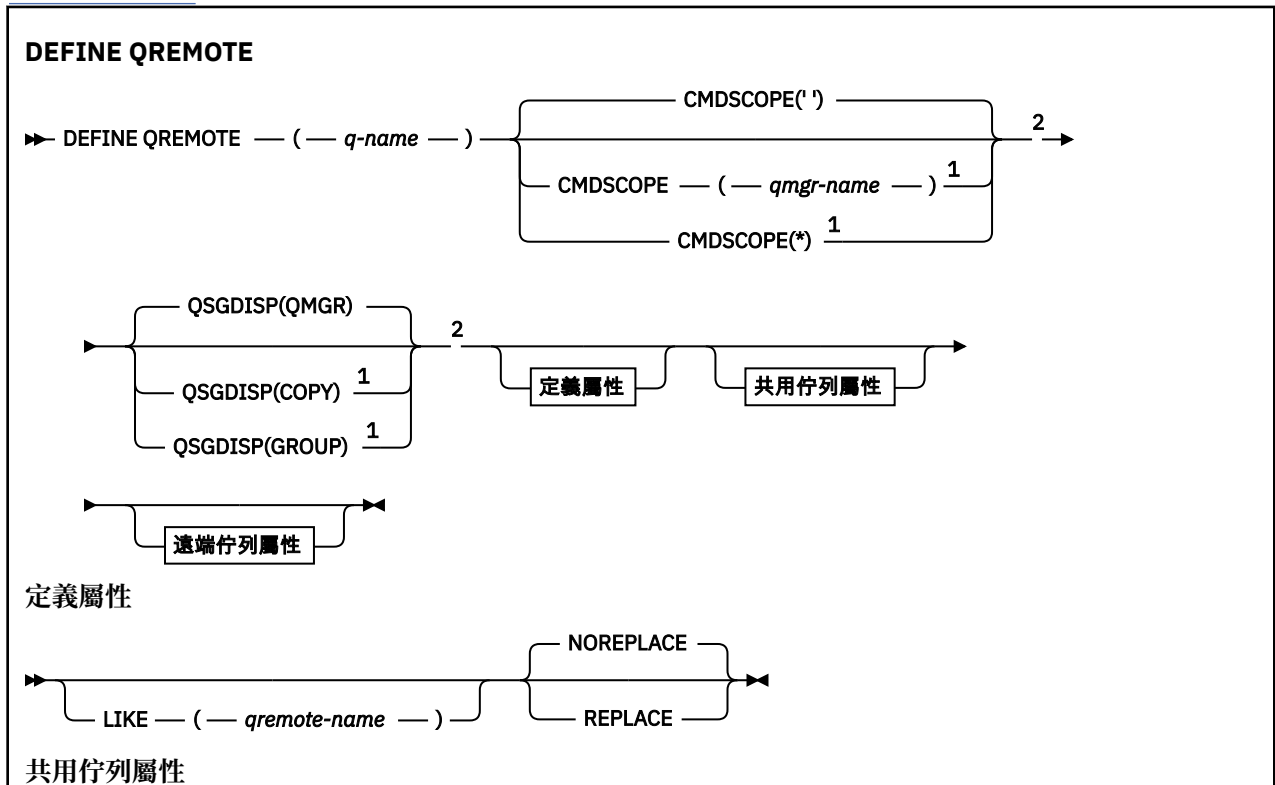 DEFINE QREMOTE
CMDSCOPE(' ')
DEFINE QREMOTE ( q-name ) 2
CMDSCOPE ( qmgr-name ) 1
CMDSCOPE(*) 1
QSGDISP(QMGR)
2
QSGDISP(COPY) 1 定義屬性 共用佇列屬性
QSGDISP(GROUP) 1
遠端佇列屬性
定義屬性
NOREPLACE
LIKE ( qremote-name ) REPLACE
共用佇列屬性